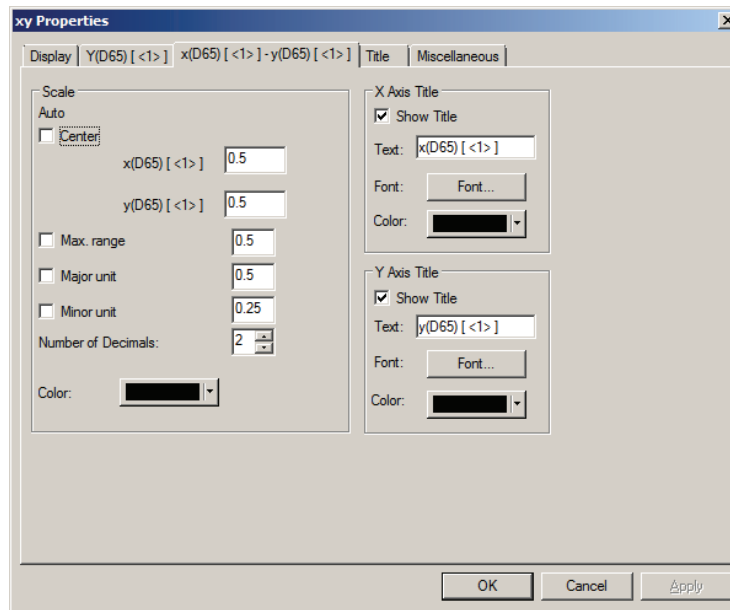 xy Properties
Display
Y(D65) [ <1> ]
x(D65) [ <1> ] - y(D65) [ <1> ]
Title
Miscellaneous
Scale
Auto
Center
x(D65) [ <1> ]
0.5
y(D65) [ <1> ]
0.5
Max. range
0.5
Major unit
0.5
Minor unit
0.25
Number of Decimals:
2
Color:
X Axis Title
Show Title
Text:
x(D65) [ <1> ]
Font:
Font...
Color:
Y Axis Title
Show Title
Text:
y(D65) [ <1> ]
Font:
Font...
Color:
OK
Cancel
Apply